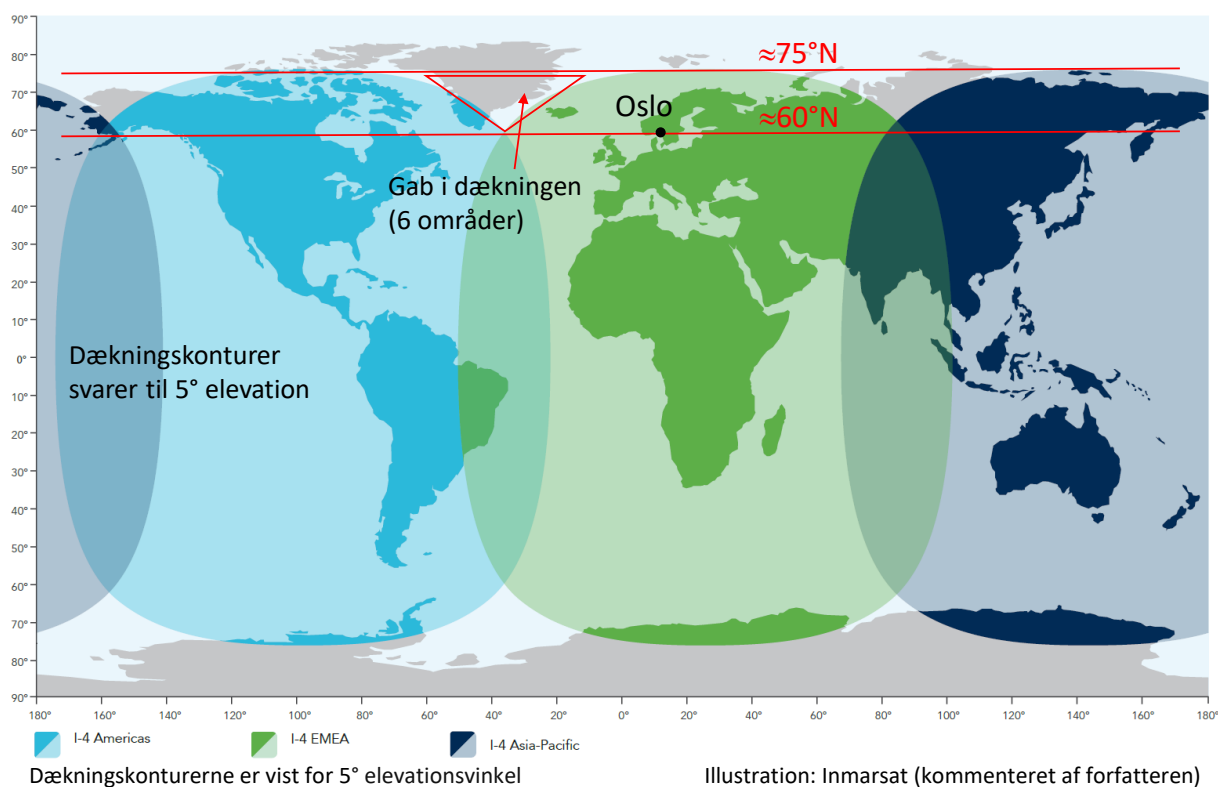 90°
80°
70°
60°
50°
40°
30°
20°
10°
0°
10°
20°
30°
40°
50°
60°
70°
80°
90°
≈75°N
Oslo
≈60°N
Gab i dækningen
(6 områder)
Dækningskonturer
svarer til 5° elevation
180° 160° 140° 120° 100° 80° 60° 40° 20° 0° 20° 40° 60° 80° 100° 120° 140° 160° 180°
I-4 Americas I-4 EMEA I-4 Asia-Pacific
Dækningskonturerne er vist for 5° elevationsvinkel Illustration: Inmarsat (kommenteret af forfatteren)